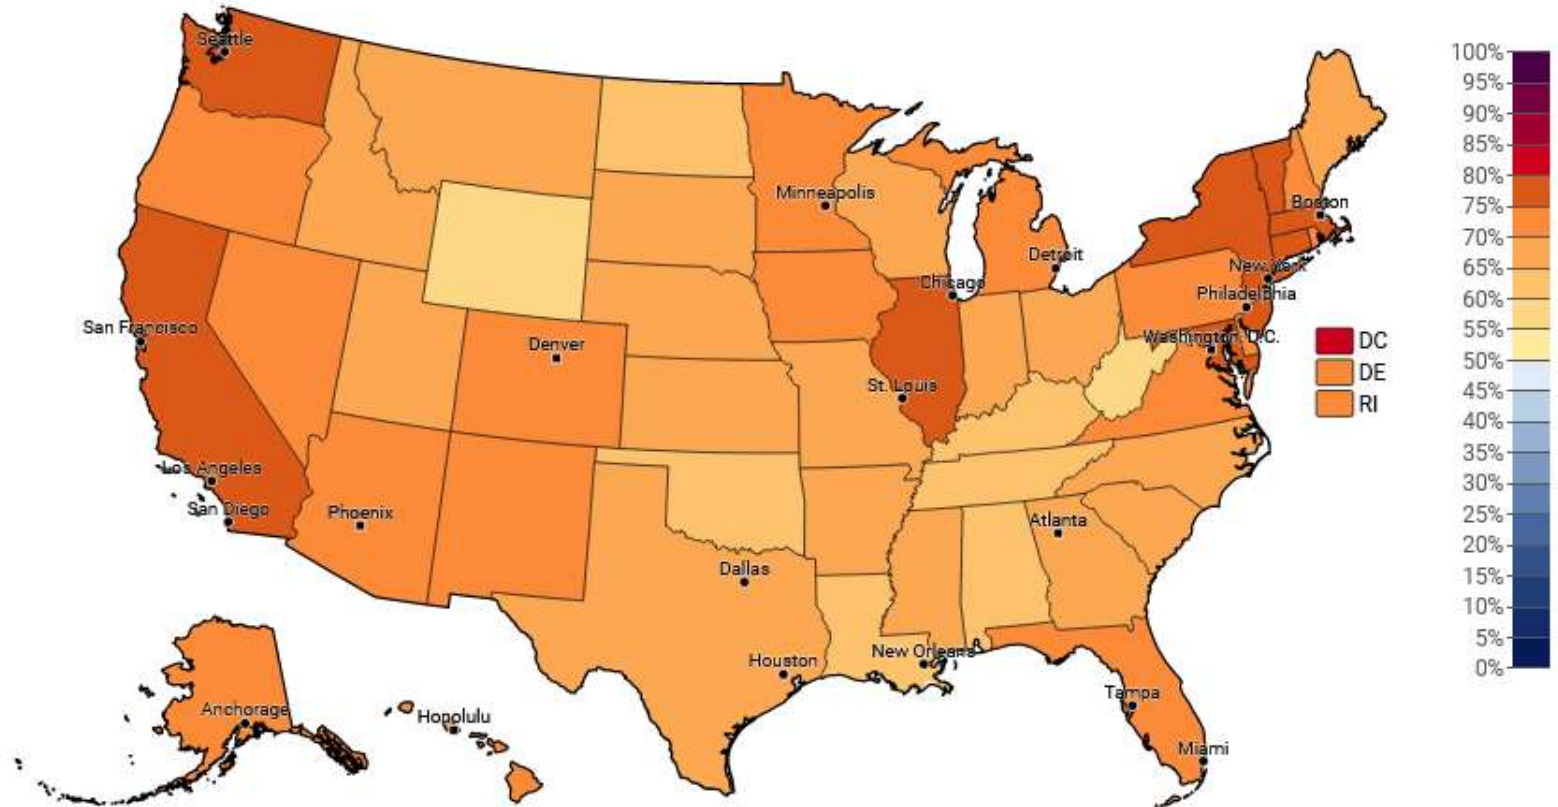 Seattle
Minneapolis
Boston
Detroit
Chicago
New York
Philadelphia
San Francisco
Washington, D.C.
Denver
St. Louis
Los Angeles
San Diego
Phoenix
Atlanta
Dallas
Houston
New Orleans
Tampa
Anchorage
Honolulu
Miami
DC
DE
RI
100%
95%
90%
85%
80%
75%
70%
65%
60%
55%
50%
45%
40%
35%
30%
25%
20%
15%
10%
5%
0%